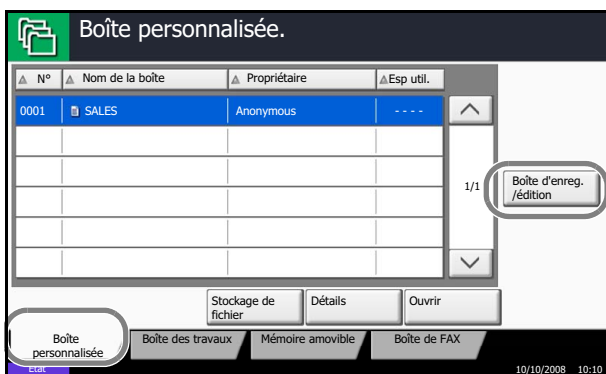 Boîte personnalisée.
N° Nom de la boîte Propriétaire Esp util.
0001 SALES Anonymous - - - -
1/1
Boîte d'enreg.
/édition
Stockage de
fichier
Détails
Ouvrir
Boîte
personnalisée
Boîte des travaux
Mémoire amovible
Boîte de FAX
Etat
10/10/2008 10:10